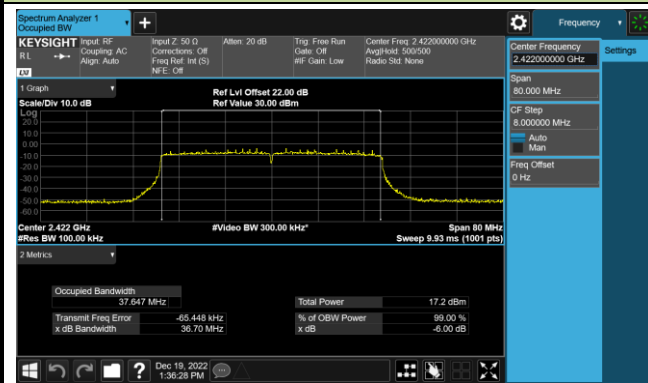 Spectrum Analyzer 1
Occupied BW
+
Frequency
KEYSIGHT
RL
LXI
Input: RF
Coupling: AC
Align: Auto
Input Z: 50 Ω
Corrections: Off
Freq Ref: Int (S)
NFE: Off
Atten: 20 dB
Trig: Free Run
Gate: Off
#IF Gain: Low
Center Freq: 2.422000000 GHz
Avg|Hold: 500/500
Radio Std: None
Center Frequency
2.422000000 GHz
Settings
Span
80.000 MHz
CF Step
8.000000 MHz
Auto
Man
Freq Offset
0 Hz
1 Graph
Scale/Div 10.0 dB
Ref Lvl Offset 22.00 dB
Ref Value 30.00 dBm
Log
20.0
10.0
0.00
-10.0
-20.0
-30.0
-40.0
-50.0
-60.0
Center 2.422 GHz
#Video BW 300.00 kHz*
Span 80 MHz
#Res BW 100.00 kHz
Sweep 9.93 ms (1001 pts)
2 Metrics
Occupied Bandwidth
37.647 MHz
Total Power 17.2 dBm
Transmit Freq Error -65.448 kHz
% of OBW Power 99.00 %
x dB Bandwidth 36.70 MHz
x dB -6.00 dB
?
Dec 19, 2022
1:36:28 PM